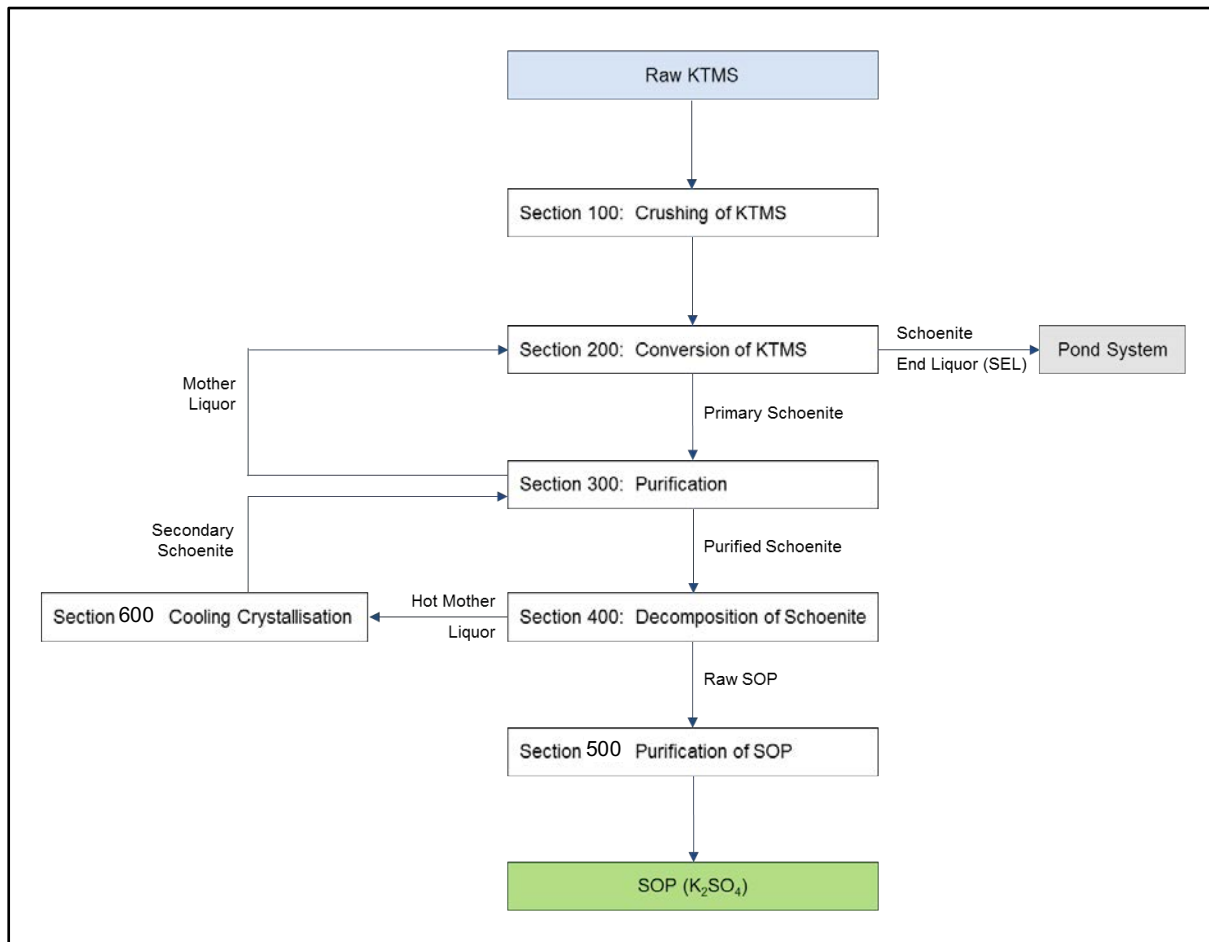 Raw KTMS
Section 100: Crushing of KTMS
Section 200: Conversion of KTMS
Schoenite
End Liquor (SEL)
Pond System
Mother
Liquor
Primary Schoenite
Section 300: Purification
Secondary
Schoenite
Purified Schoenite
Section 600 Cooling Crystallisation
Hot Mother
Liquor
Section 400: Decomposition of Schoenite
Raw SOP
Section 500 Purification of SOP
SOP (K₂SO₄)